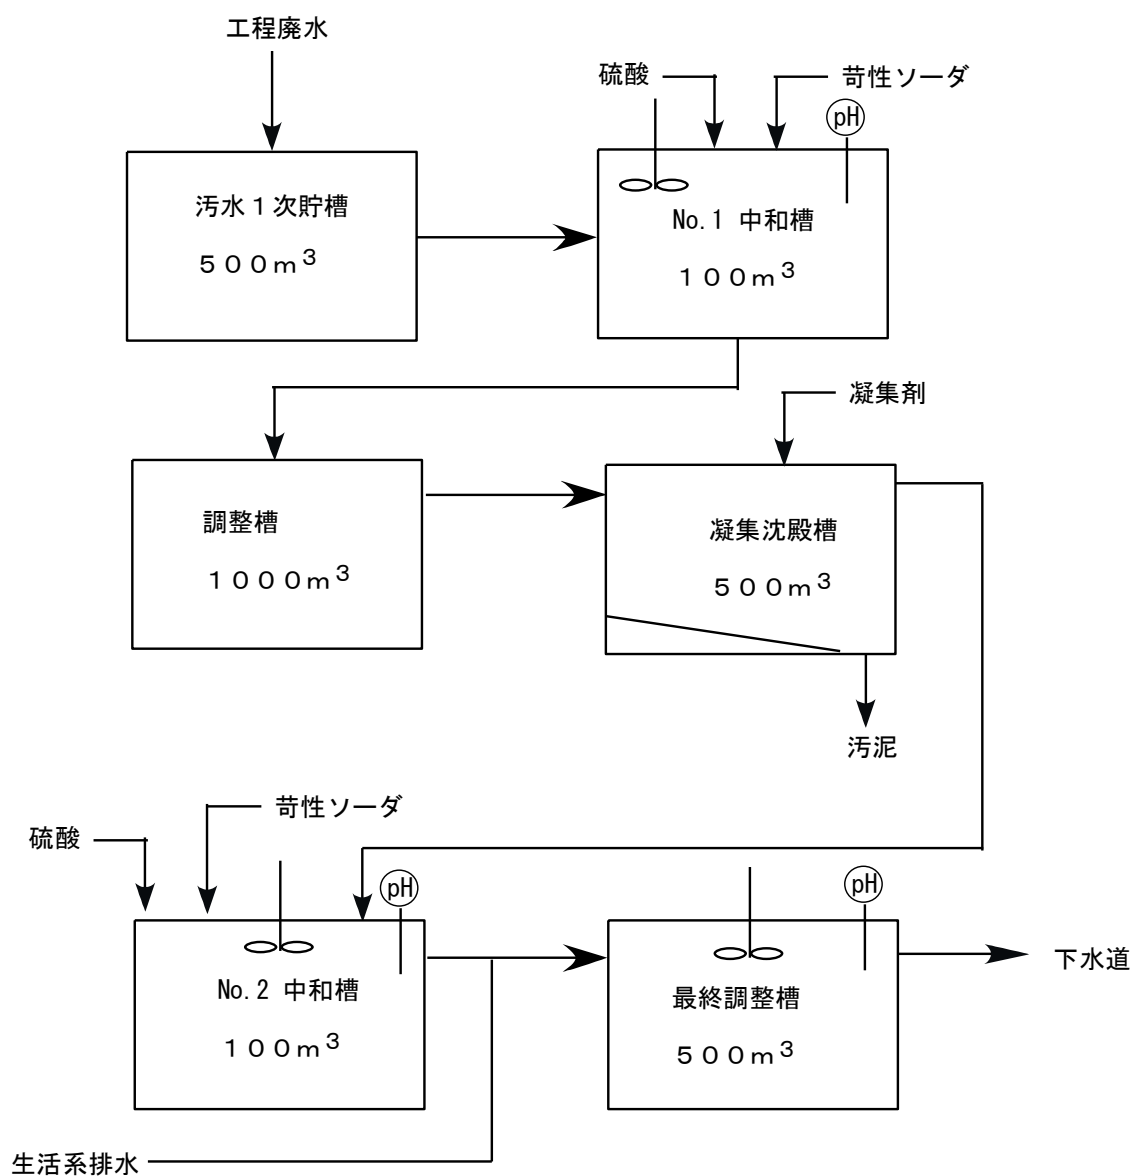 工程廃水
硫酸
苛性ソーダ
pH
汚水１次貯槽
５００ｍ³
No.1 中和槽
１００ｍ³
凝集剤
調整槽
１０００ｍ³
凝集沈殿槽
５００ｍ³
汚泥
苛性ソーダ
硫酸
pH
pH
No.2 中和槽
１００ｍ³
最終調整槽
５００ｍ³
下水道
生活系排水